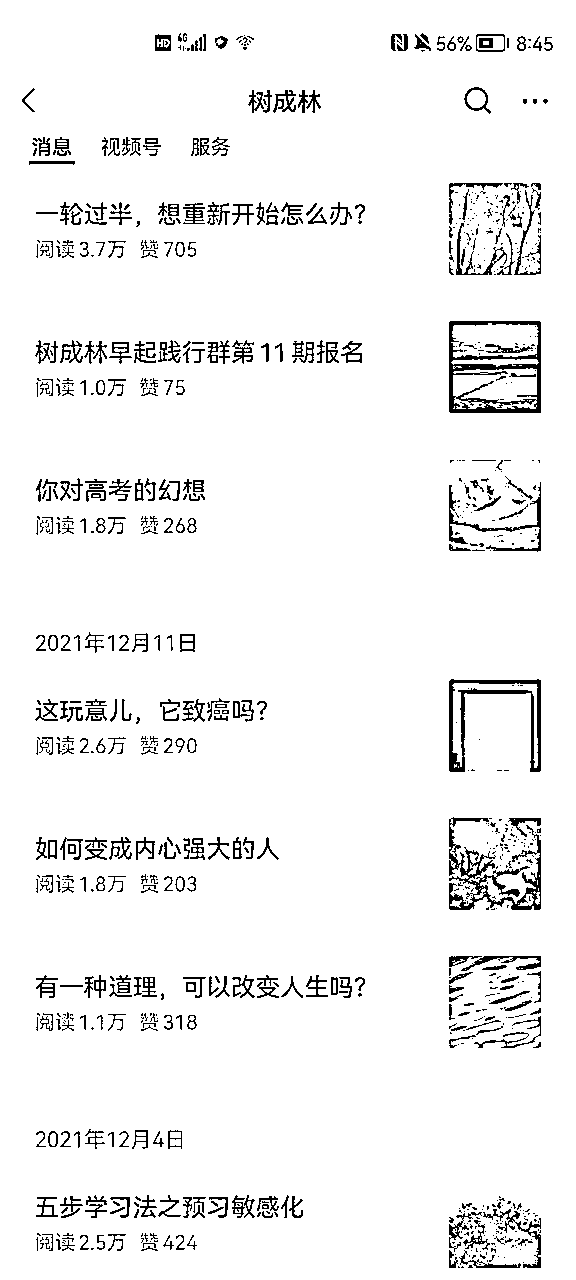 HD 4G 56% 8:45
树成林
消息 视频号 服务
一轮过半，想重新开始怎么办？
阅读3.7万 赞705
树成林早起践行群第11期报名
阅读1.0万 赞75
你对高考的幻想
阅读1.8万 赞268
2021年12月11日
这玩意儿，它致癌吗？
阅读2.6万 赞290
如何变成内心强大的人
阅读1.8万 赞203
有一种道理，可以改变人生吗？
阅读1.1万 赞318
2021年12月4日
五步学习法之预习敏感化
阅读2.5万 赞424